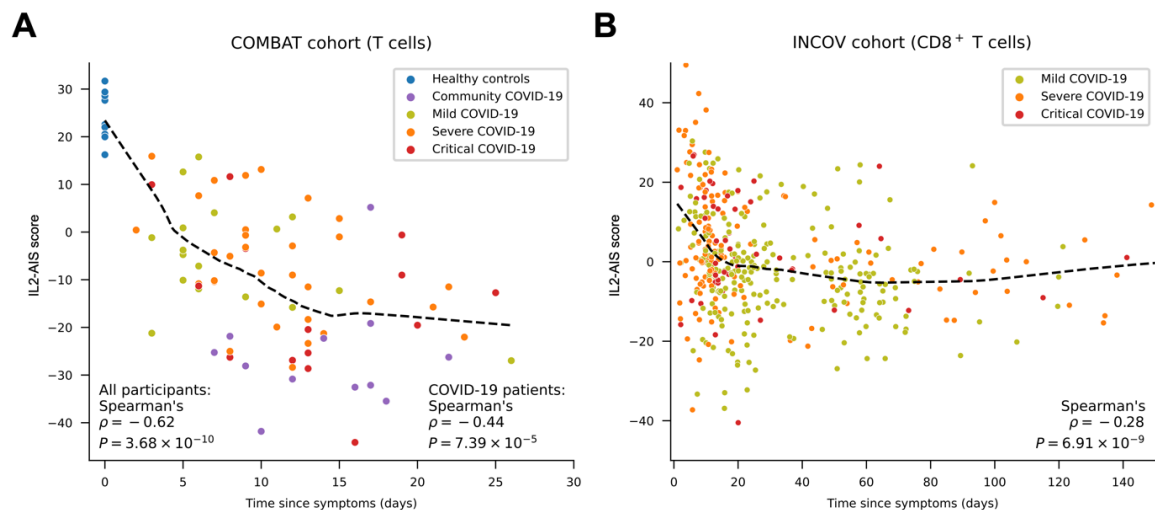 A
COMBAT cohort (T cells)
IL2-AIS score
30
20
10
0
−10
−20
−30
−40
Healthy controls
Community COVID-19
Mild COVID-19
Severe COVID-19
Critical COVID-19
All participants:
Spearman's
ρ = −0.62
P = 3.68 × 10⁻¹⁰
COVID-19 patients:
Spearman's
ρ = −0.44
P = 7.39 × 10⁻⁵
0 5 10 15 20 25 30
Time since symptoms (days)
B
INCOV cohort (CD8⁺ T cells)
IL2-AIS score
40
20
0
−20
−40
Mild COVID-19
Severe COVID-19
Critical COVID-19
Spearman's
ρ = −0.28
P = 6.91 × 10⁻⁹
0 20 40 60 80 100 120 140
Time since symptoms (days)